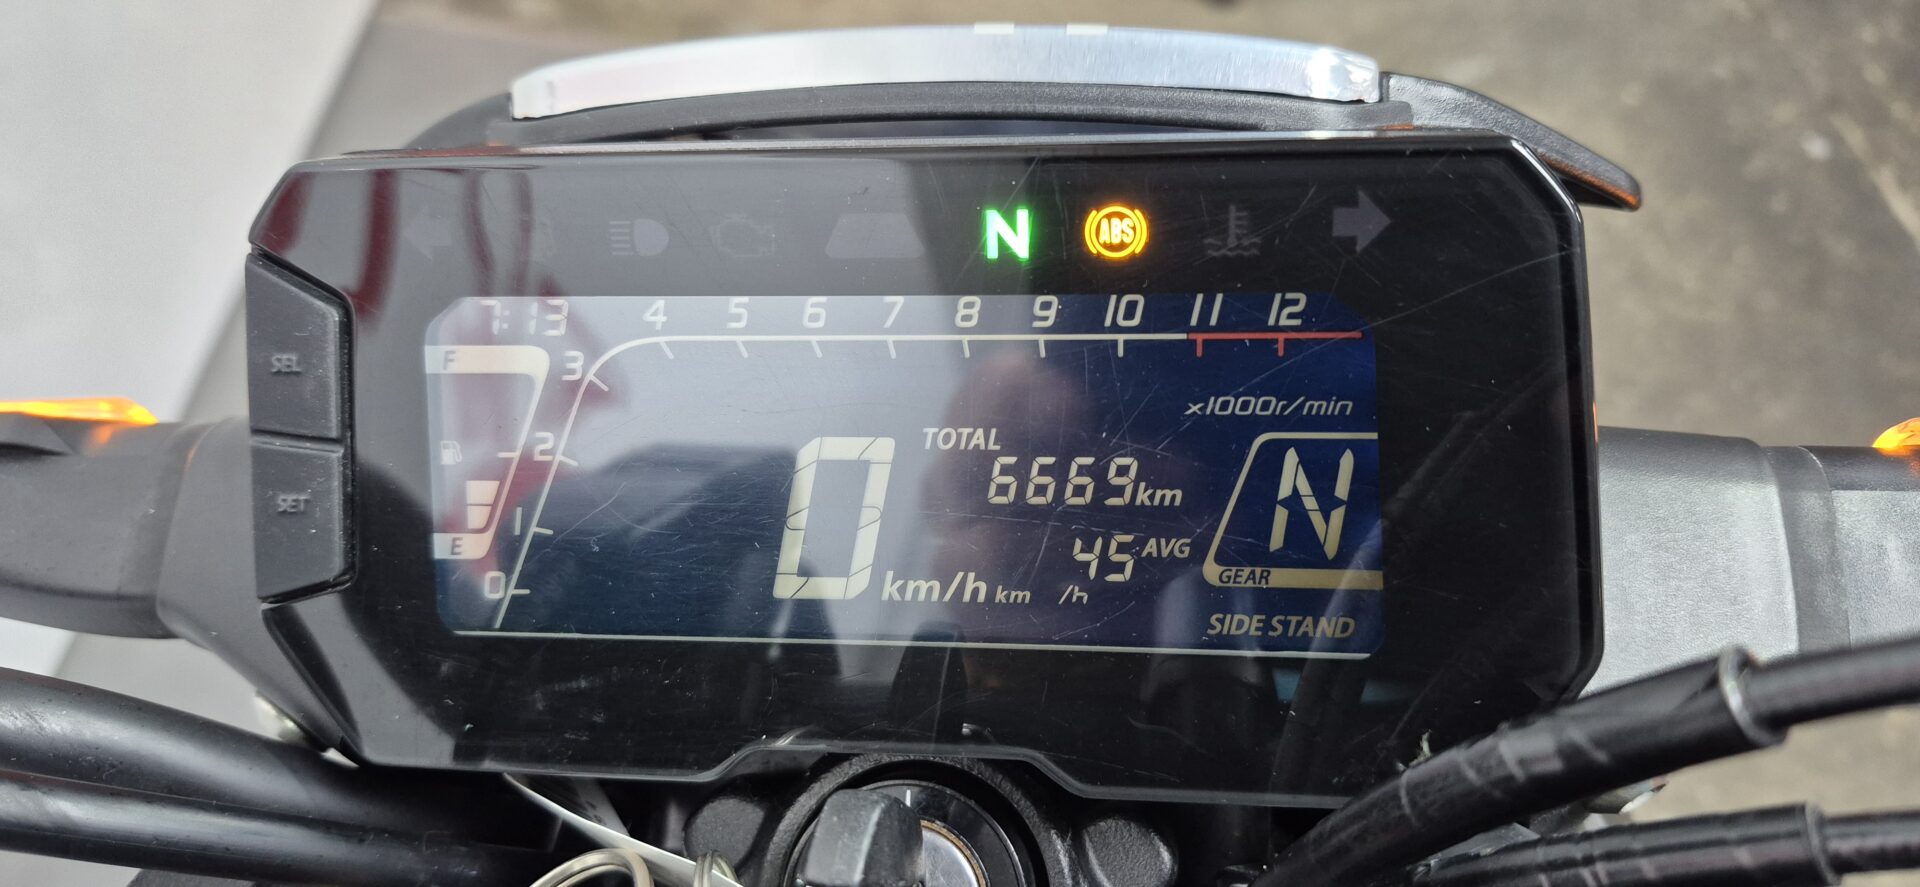 N ABS
7:13 4 5 6 7 8 9 10 11 12
F 3
SEL
x1000r/min
TOTAL
2
6669km
N
SET
1
45 AVG
E
0
0 km/h km /h
GEAR
SIDE STAND